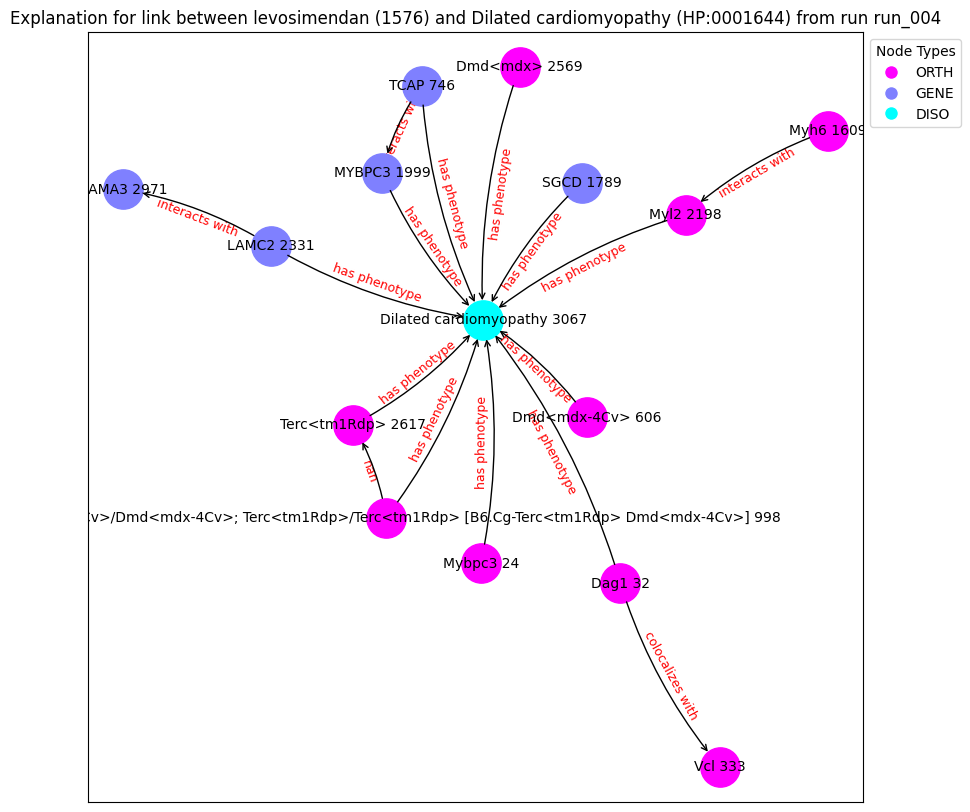 Explanation for link between levosimendan (1576) and Dilated cardiomyopathy (HP:0001644) from run run_004
Node Types
ORTH
GENE
DISO
Dmd<mdx> 2569
TCAP 746
Myh6 1609
eracts wi
interacts with
MYBPC3 1999
has phenotype
has phenotype
SGCD 1789
AMA3 2971
interacts with
Myl2 2198
has phenotype
has phenotype
has phenotype
LAMC2 2331
has phenotype
Dilated cardiomyopathy 3067
has phenotype
has phenotype
Terc<tm1Rdp> 2617
has phenotype
Dmd<mdx-4Cv> 606
has phenotype
has phenotype
nan
Cv>/Dmd<mdx-4Cv>; Terc<tm1Rdp>/Terc<tm1Rdp> [B6.Cg-Terc<tm1Rdp> Dmd<mdx-4Cv>] 998
Mybpc3 24
Dag1 32
colocalizes with
Vcl 333